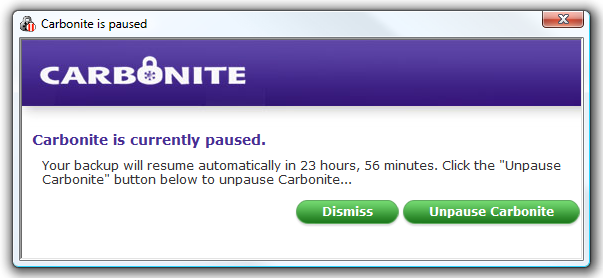 Carbonite is paused
CARBONITE
Carbonite is currently paused.
Your backup will resume automatically in 23 hours, 56 minutes. Click the "Unpause
Carbonite" button below to unpause Carbonite...
Dismiss
Unpause Carbonite